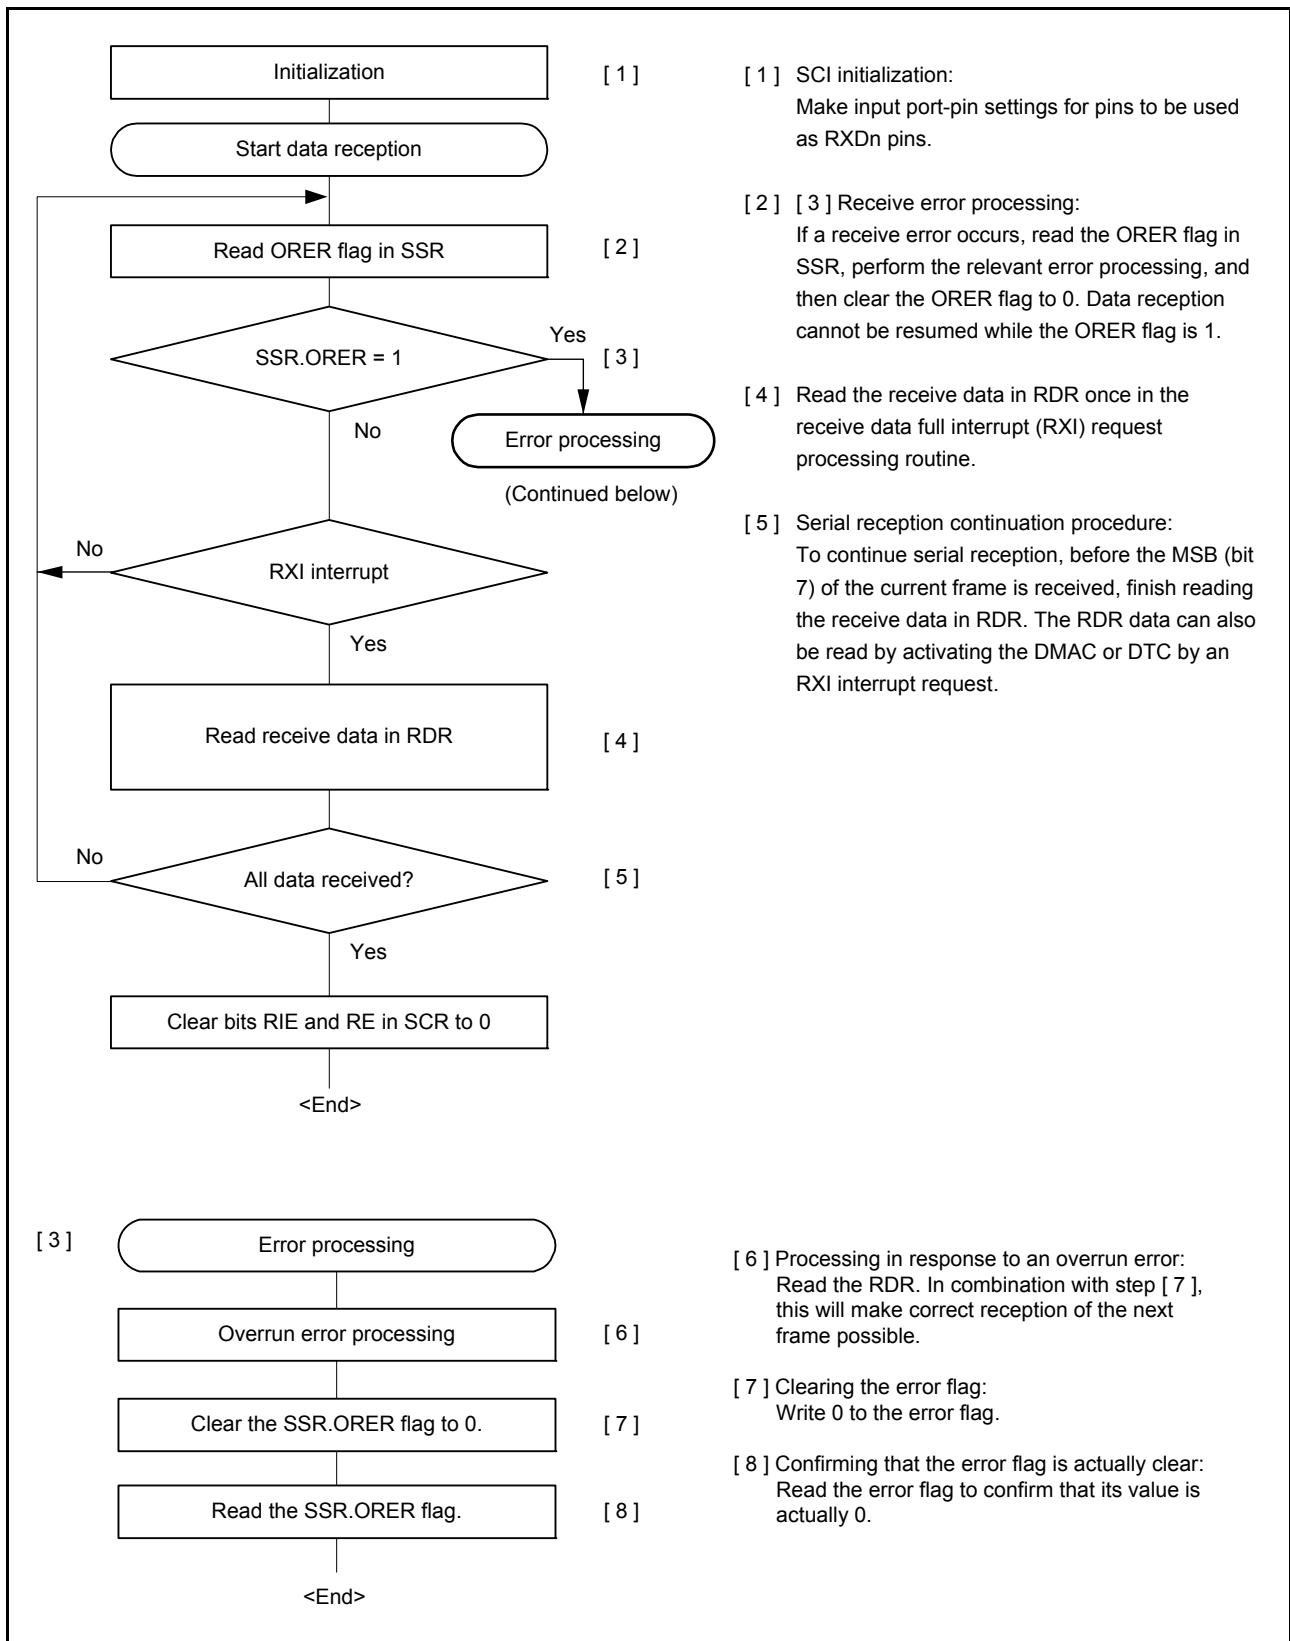 Initialization
[ 1 ]
Start data reception
Read ORER flag in SSR
[ 2 ]
SSR.ORER = 1
Yes
[ 3 ]
No
Error processing
(Continued below)
No
RXI interrupt
Yes
Read receive data in RDR
[ 4 ]
No
All data received?
[ 5 ]
Yes
Clear bits RIE and RE in SCR to 0
<End>
[ 1 ] SCI initialization:
Make input port-pin settings for pins to be used
as RXDn pins.
[ 2 ] [ 3 ] Receive error processing:
If a receive error occurs, read the ORER flag in
SSR, perform the relevant error processing, and
then clear the ORER flag to 0. Data reception
cannot be resumed while the ORER flag is 1.
[ 4 ] Read the receive data in RDR once in the
receive data full interrupt (RXI) request
processing routine.
[ 5 ] Serial reception continuation procedure:
To continue serial reception, before the MSB (bit
7) of the current frame is received, finish reading
the receive data in RDR. The RDR data can also
be read by activating the DMAC or DTC by an
RXI interrupt request.
[ 3 ]
Error processing
Overrun error processing
[ 6 ]
Clear the SSR.ORER flag to 0.
[ 7 ]
Read the SSR.ORER flag.
[ 8 ]
<End>
[ 6 ] Processing in response to an overrun error:
Read the RDR. In combination with step [ 7 ],
this will make correct reception of the next
frame possible.
[ 7 ] Clearing the error flag:
Write 0 to the error flag.
[ 8 ] Confirming that the error flag is actually clear:
Read the error flag to confirm that its value is
actually 0.